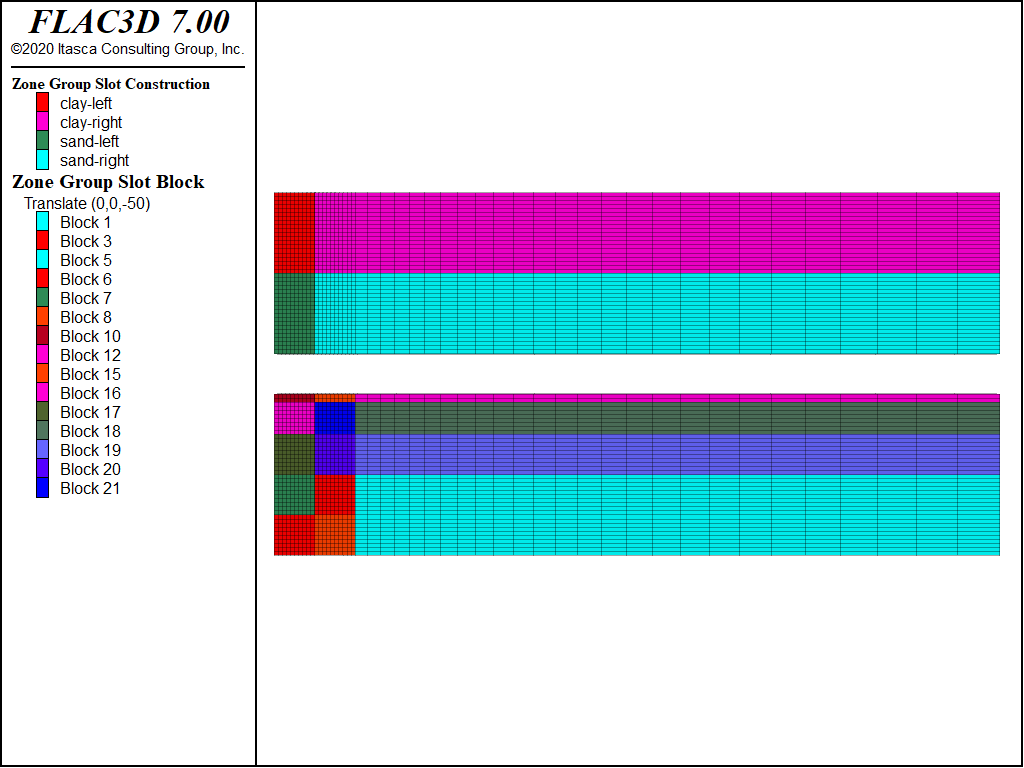 FLAC3D 7.00
©2020 Itasca Consulting Group, Inc.
Zone Group Slot Construction
clay-left
clay-right
sand-left
sand-right
Zone Group Slot Block
Translate (0,0,-50)
Block 1
Block 3
Block 5
Block 6
Block 7
Block 8
Block 10
Block 12
Block 15
Block 16
Block 17
Block 18
Block 19
Block 20
Block 21